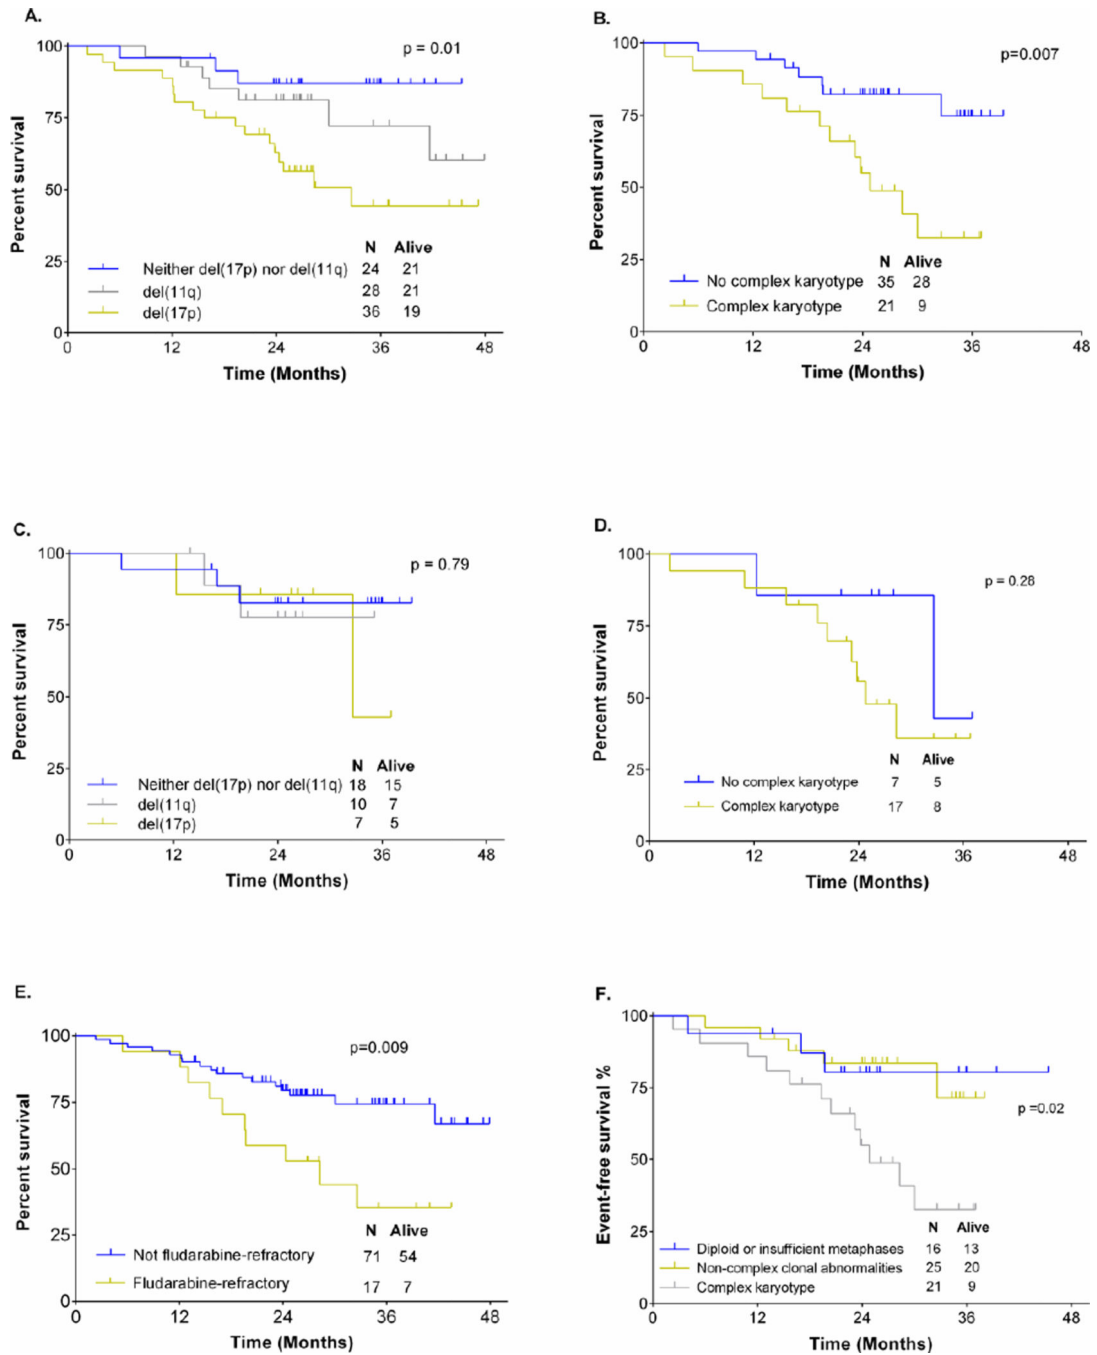 A.
p = 0.01
100
75
50
25
0
Percent survival
N Alive
Neither del(17p) nor del(11q) 24 21
del(11q) 28 21
del(17p) 36 19
0 12 24 36 48
Time (Months)
B.
p=0.007
100
75
50
25
0
Percent survival
N Alive
No complex karyotype 35 28
Complex karyotype 21 9
0 12 24 36 48
Time (Months)
C.
p = 0.79
100
75
50
25
0
Percent survival
N Alive
Neither del(17p) nor del(11q) 18 15
del(11q) 10 7
del(17p) 7 5
0 12 24 36 48
Time (Months)
D.
p = 0.28
100
75
50
25
0
Percent survival
N Alive
No complex karyotype 7 5
Complex karyotype 17 8
0 12 24 36 48
Time (Months)
E.
p=0.009
100
75
50
25
0
Percent survival
N Alive
Not fludarabine-refractory 71 54
Fludarabine-refractory 17 7
0 12 24 36 48
Time (Months)
F.
p =0.02
100
75
50
25
0
Event-free survival %
N Alive
Diploid or insufficient metaphases 16 13
Non-complex clonal abnormalities 25 20
Complex karyotype 21 9
0 12 24 36 48
Time (Months)